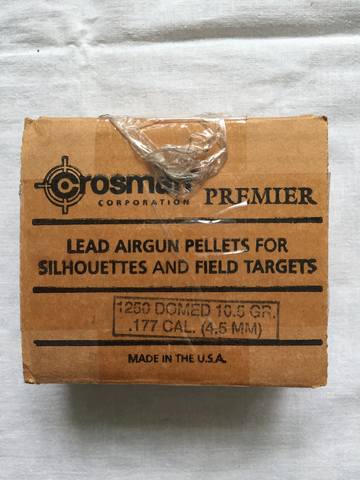 Crosman PREMIER
CORPORATION
LEAD AIRGUN PELLETS FOR
SILHOUETTES AND FIELD TARGETS
1250 DOMED 10.5 GR.
.177 CAL. (4.5 MM)
MADE IN THE U.S.A.